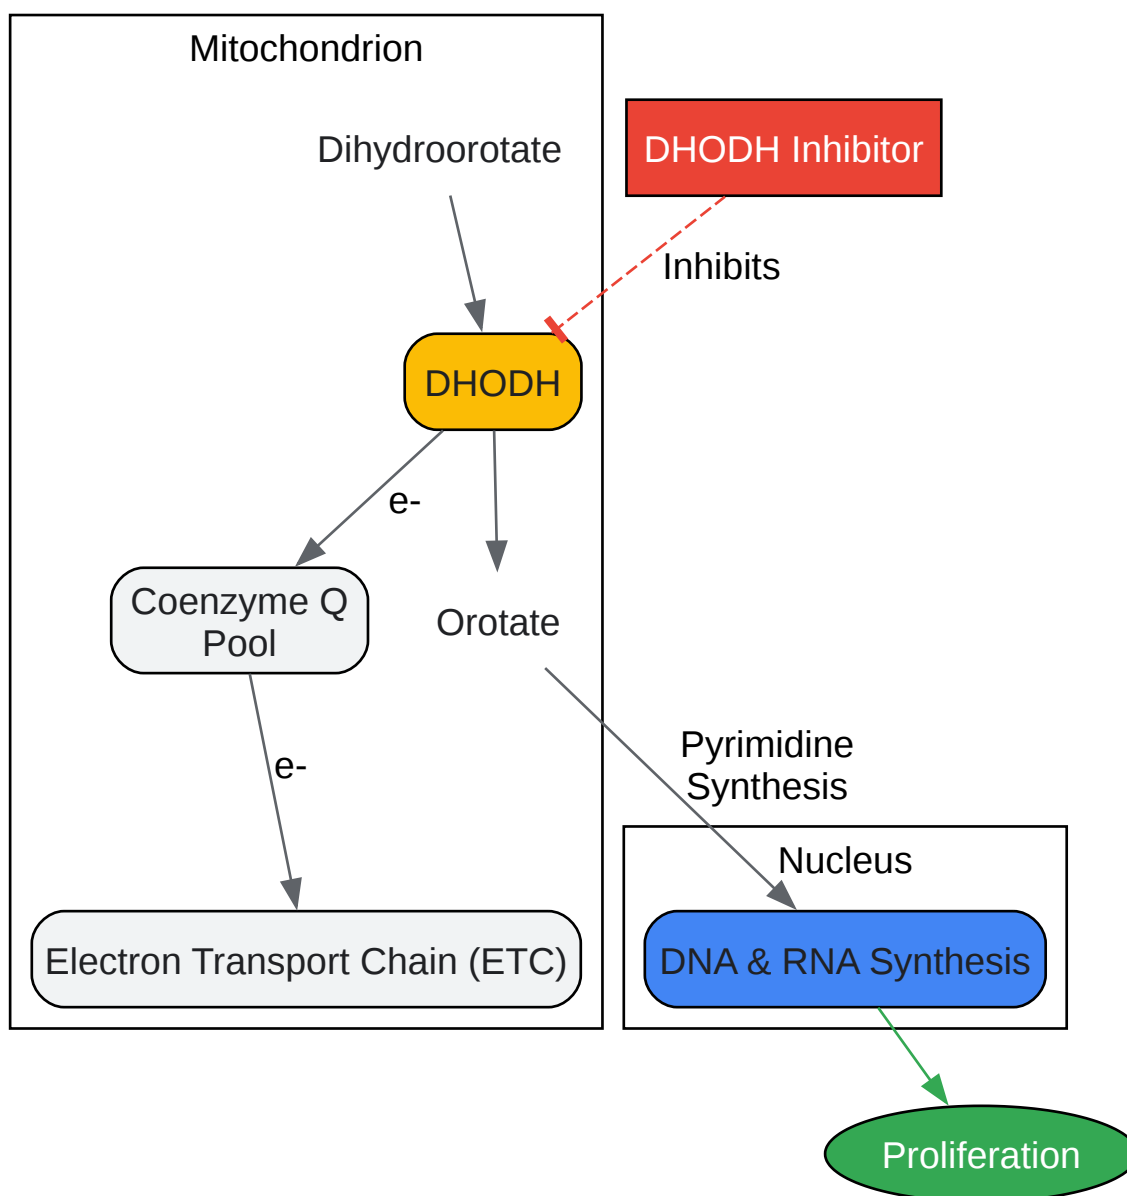 Mitochondrion
Dihydroorotate
DHODH Inhibitor
Inhibits
DHODH
e-
Coenzyme Q
Pool
Orotate
e-
Pyrimidine
Synthesis
Nucleus
Electron Transport Chain (ETC)
DNA & RNA Synthesis
Proliferation